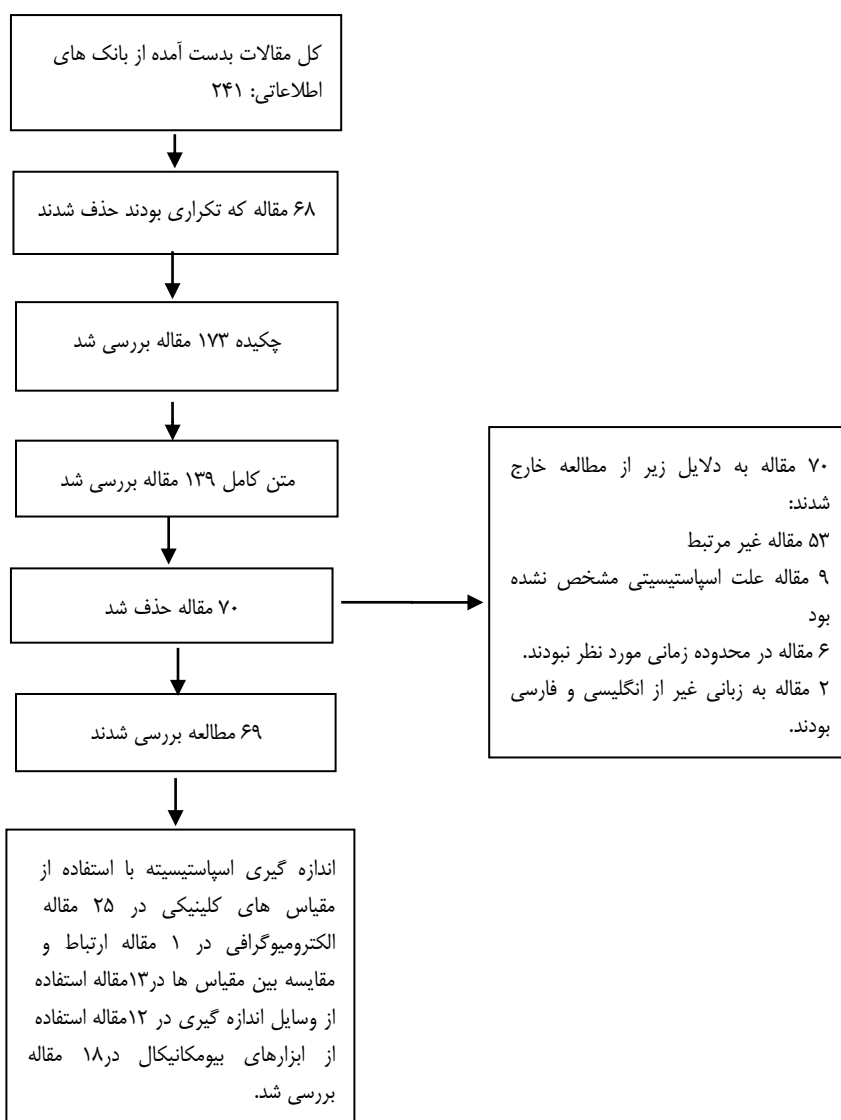 کل مقالات بدست آمده از بانک های
اطلاعاتی: ۲۴۱
۶۸ مقاله که تکراری بودند حذف شدند
چکیده ۱۷۳ مقاله بررسی شد
متن کامل ۱۳۹ مقاله بررسی شد
۷۰ مقاله حذف شد
۷۰ مقاله به دلایل زیر از مطالعه خارج
شدند:
۵۳ مقاله غیر مرتبط
۹ مقاله علت اسپاستیسیتی مشخص نشده
بود
۶ مقاله در محدوده زمانی مورد نظر نبودند.
۲ مقاله به زبانی غیر از انگلیسی و فارسی
بودند.
۶۹ مطالعه بررسی شدند
اندازه گیری اسپاستیسیته با استفاده از
مقیاس های کلینیکی در ۲۵ مقاله
الکترومیوگرافی در ۱ مقاله ارتباط و
مقایسه بین مقیاس ها در۱۳مقاله استفاده
از وسایل اندازه گیری در ۱۲مقاله استفاده
از ابزارهای بیومکانیکال در۱۸ مقاله
بررسی شد.